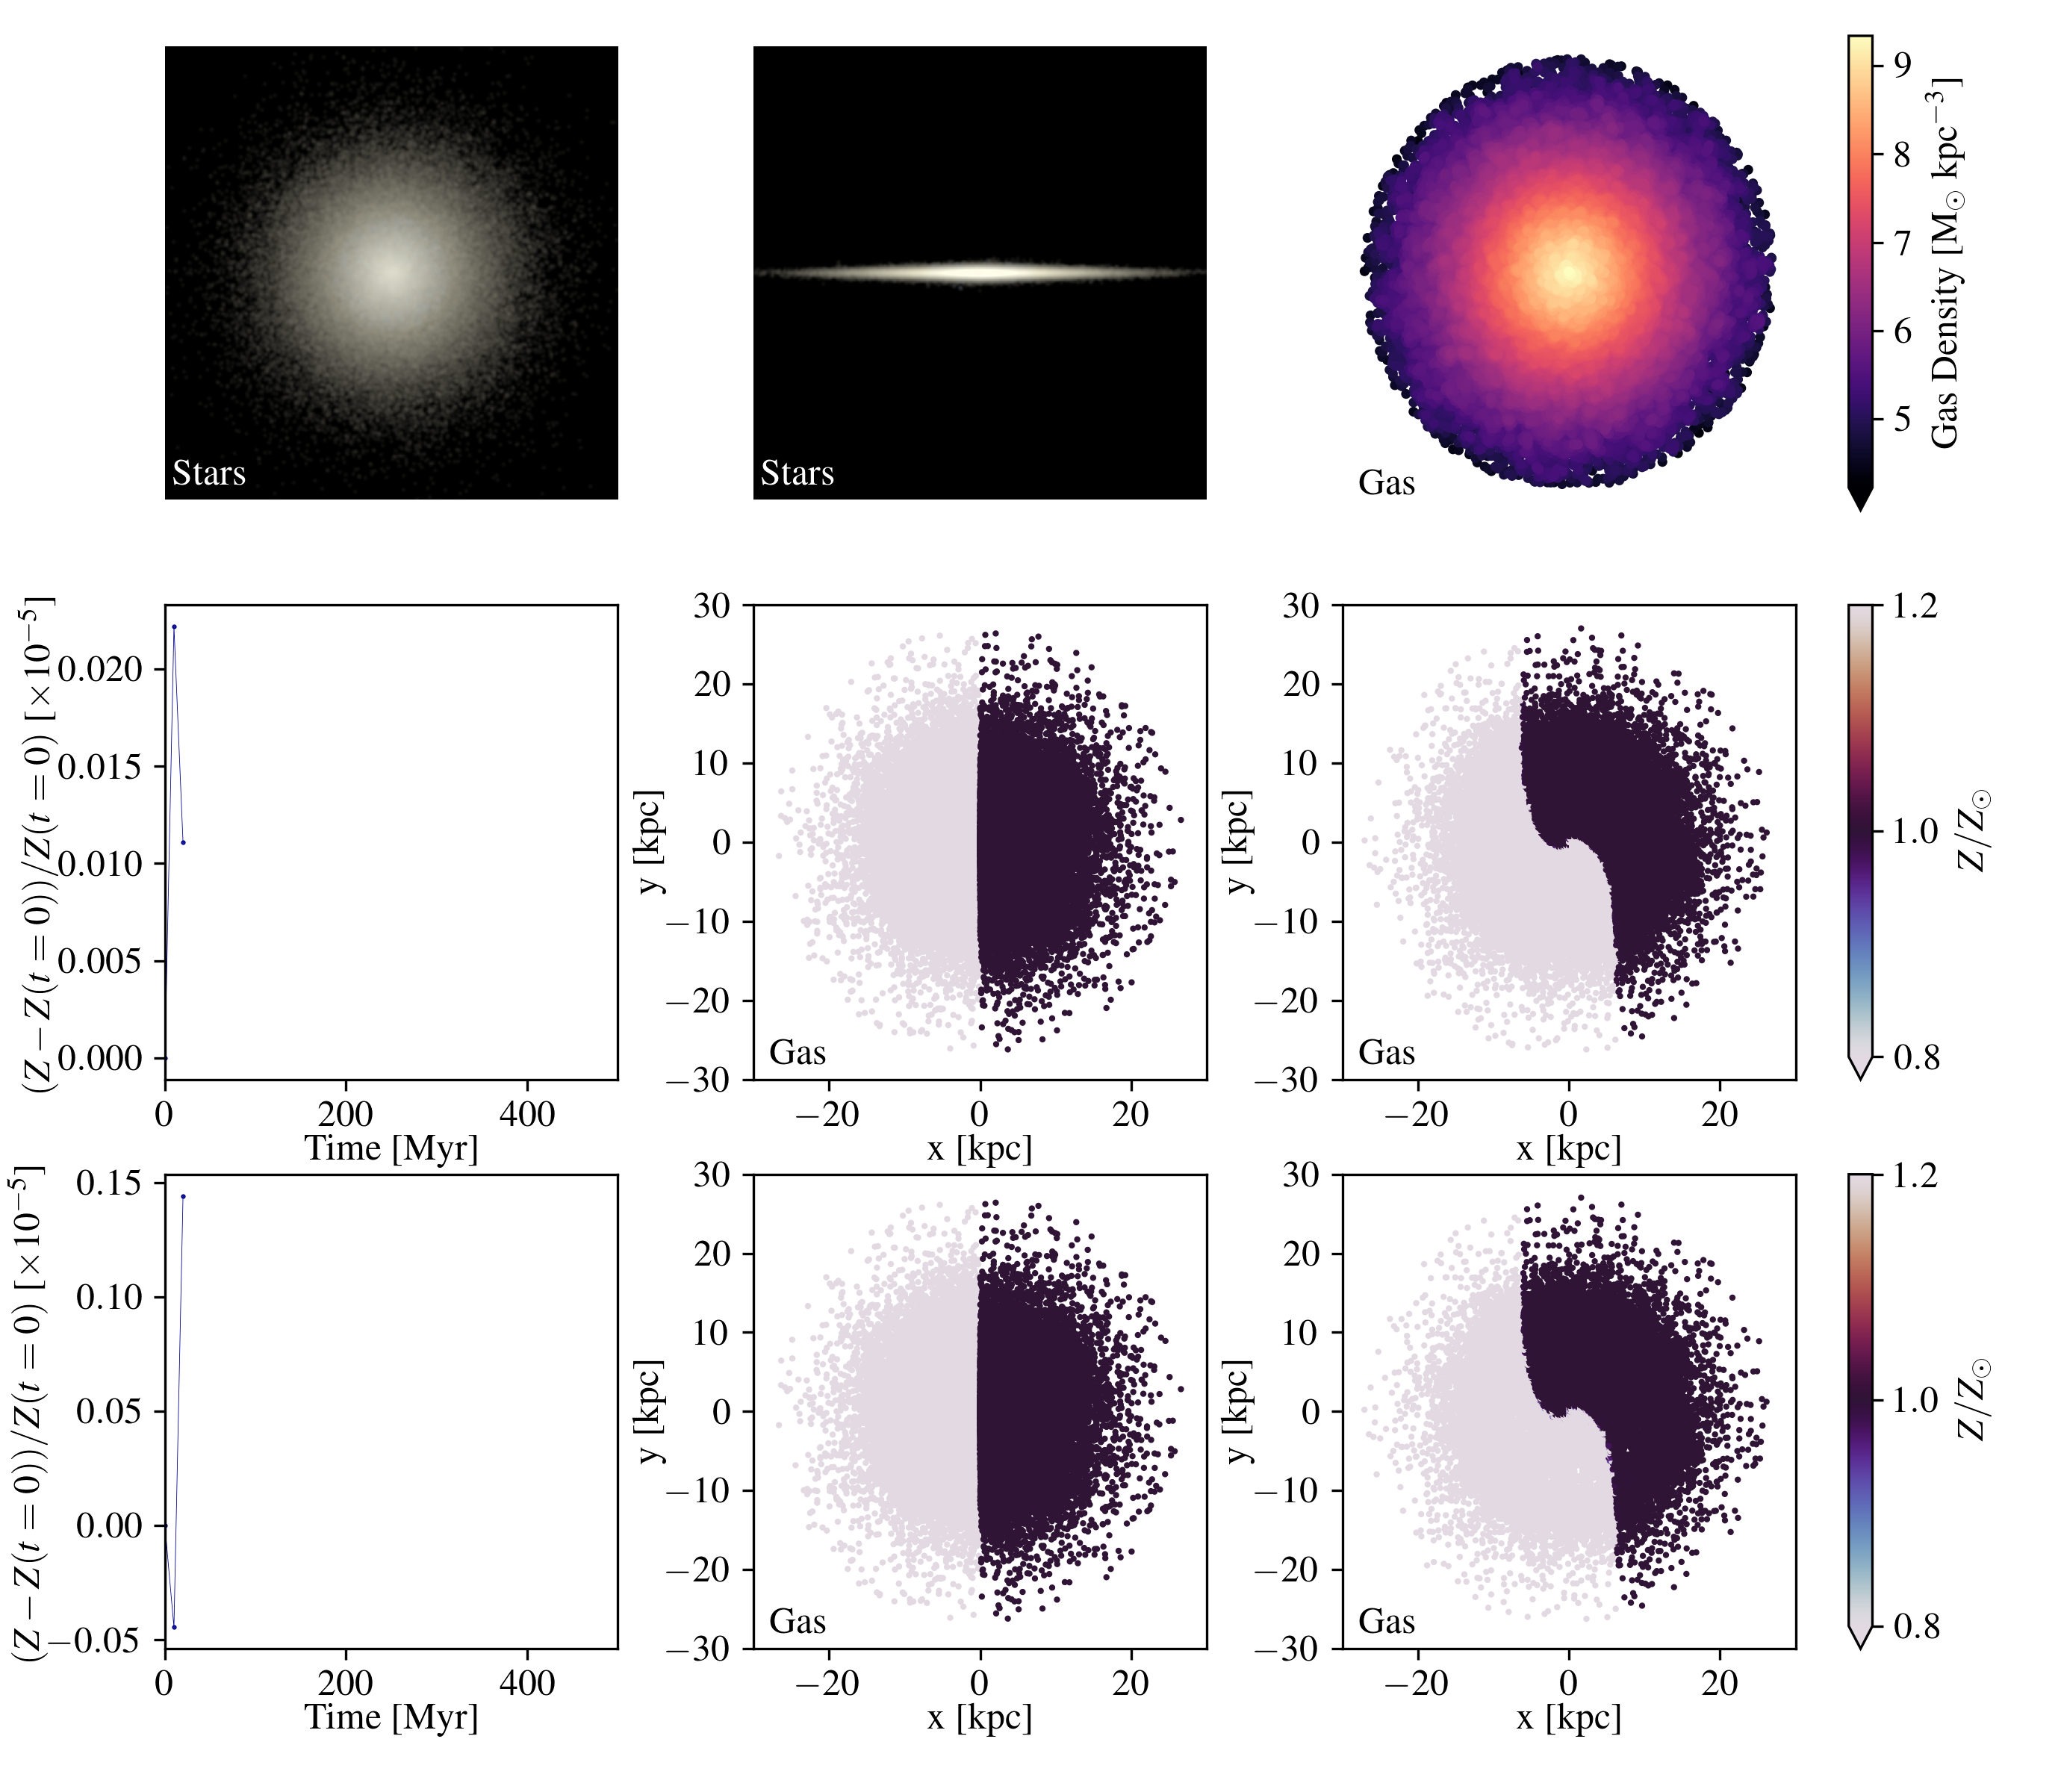 Stars
Stars
Gas
9
8
7
6
5
Gas Density [M⊙ kpc−3]
(Z−Z(t = 0))/Z(t = 0) [×10−5]
0.020
0.015
0.010
0.005
0.000
0 200 400
Time [Myr]
y [kpc]
30
20
10
0
−10
−20
−30
Gas
−20 0 20
x [kpc]
y [kpc]
30
20
10
0
−10
−20
−30
Gas
−20 0 20
x [kpc]
1.2
1.0
0.8
Z/Z⊙
(Z−Z(t = 0))/Z(t = 0) [×10−5]
0.15
0.10
0.05
0.00
−0.05
0 200 400
Time [Myr]
y [kpc]
30
20
10
0
−10
−20
−30
Gas
−20 0 20
x [kpc]
y [kpc]
30
20
10
0
−10
−20
−30
Gas
−20 0 20
x [kpc]
1.2
1.0
0.8
Z/Z⊙